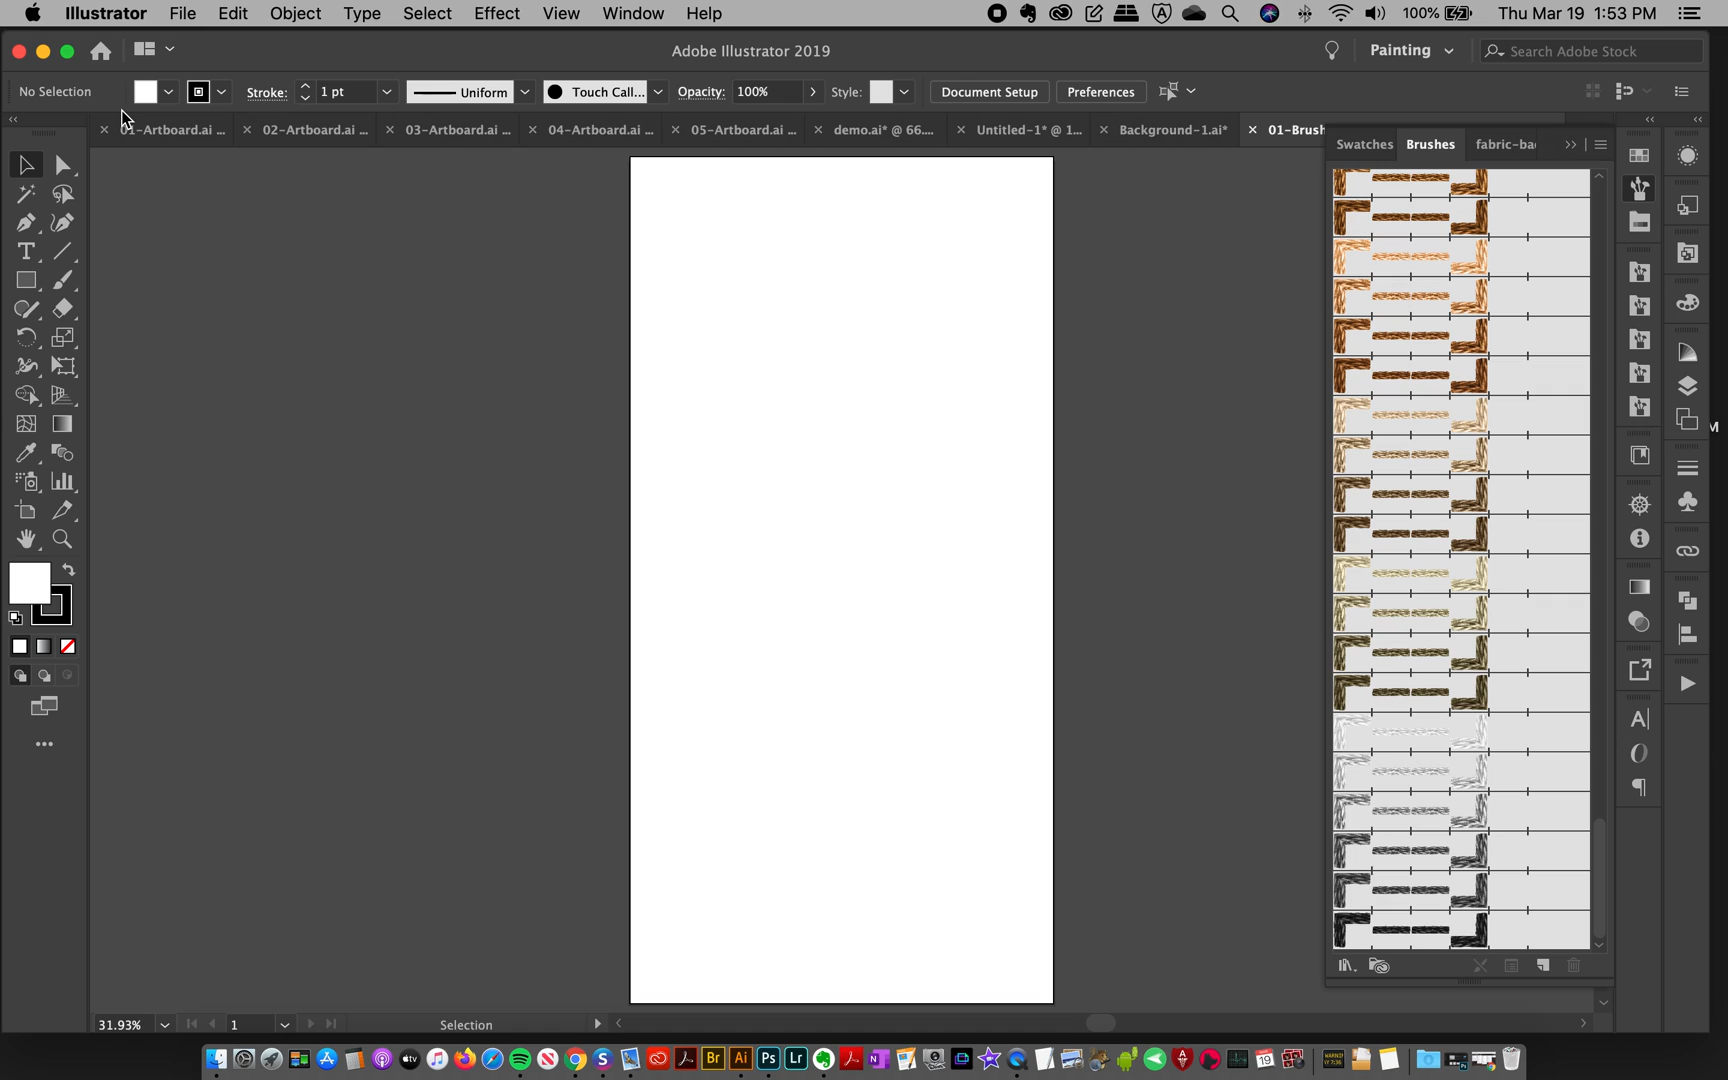 Illustrator File Edit Object Type Select Effect View Window Help 100% Thu Mar 19 1:53 PM
Adobe Illustrator 2019 Painting Search Adobe Stock
No Selection Stroke: 1 pt Uniform Touch Call... Opacity: 100% Style: Document Setup Preferences
01-Artboard.ai ... 02-Artboard.ai ... 03-Artboard.ai ... 04-Artboard.ai ... 05-Artboard.ai ... demo.ai* @ 66.... Untitled-1* @ 1... Background-1.ai* 01-Brush
Swatches Brushes fabric-ba
M
31.93% 1 Selection